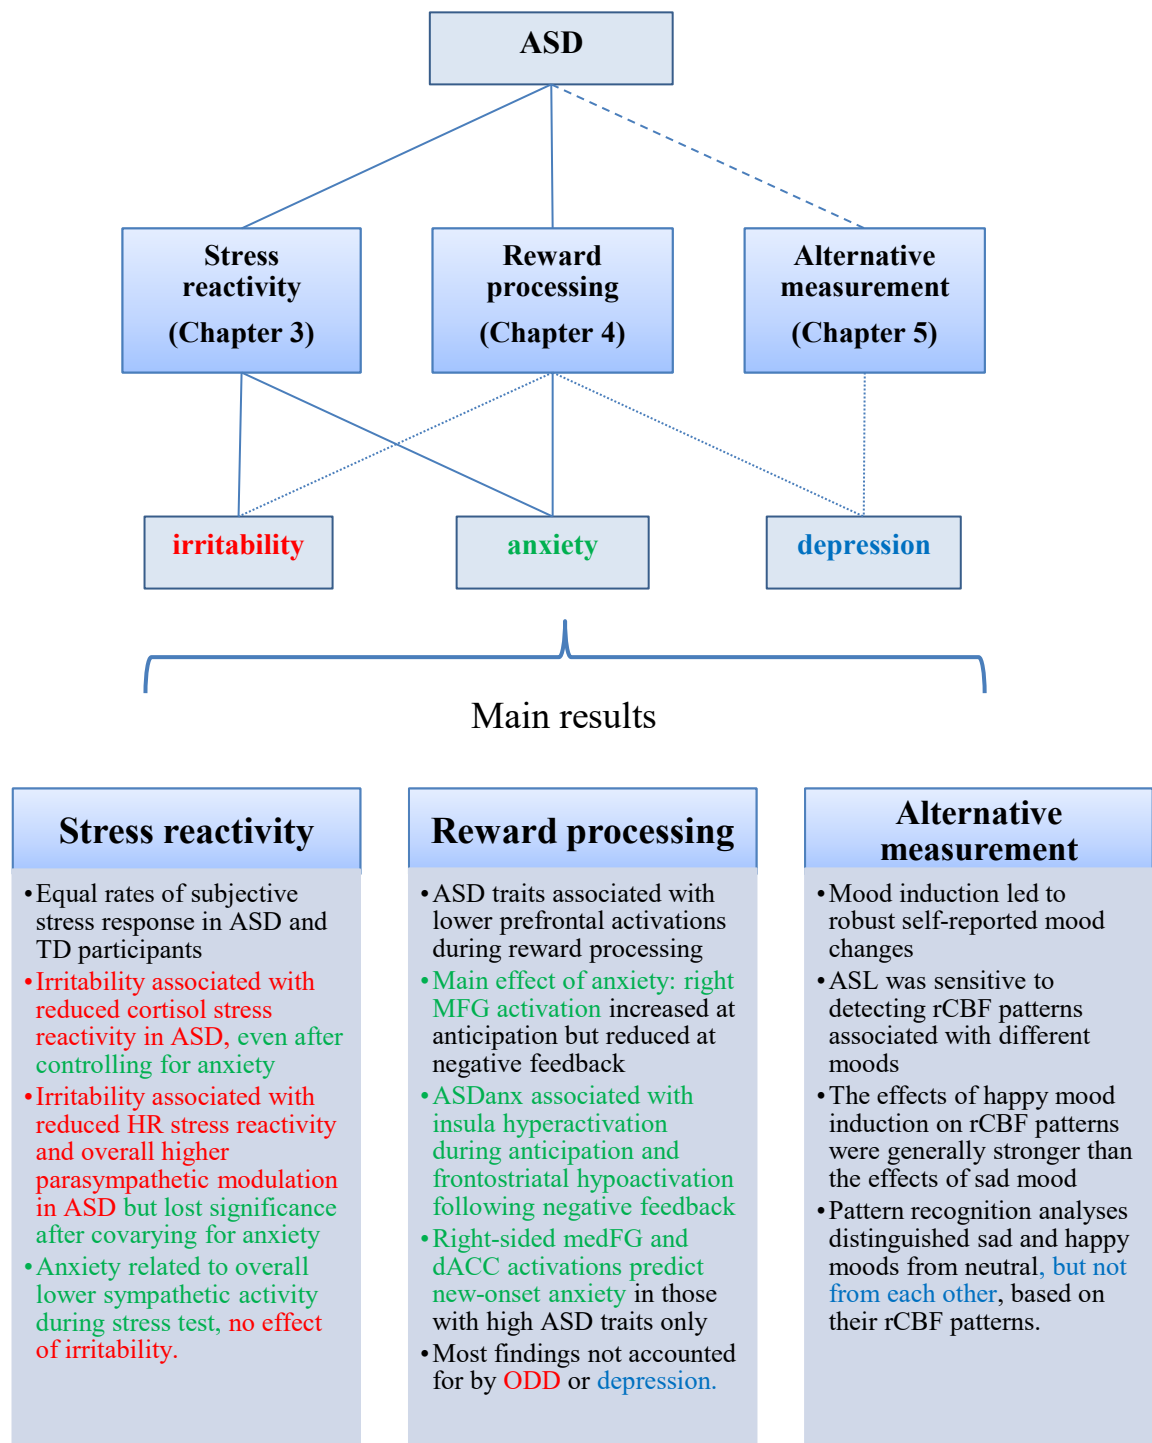 ASD
Stress
reactivity
(Chapter 3)
Reward
processing
(Chapter 4)
Alternative
measurement
(Chapter 5)
irritability
anxiety
depression
Main results
Stress reactivity
•Equal rates of subjective
stress response in ASD and
TD participants
•Irritability associated with
reduced cortisol stress
reactivity in ASD, even after
controlling for anxiety
•Irritability associated with
reduced HR stress reactivity
and overall higher
parasympathetic modulation
in ASD but lost significance
after covarying for anxiety
•Anxiety related to overall
lower sympathetic activity
during stress test, no effect
of irritability.
Reward processing
•ASD traits associated with
lower prefrontal activations
during reward processing
•Main effect of anxiety: right
MFG activation increased at
anticipation but reduced at
negative feedback
•ASDanx associated with
insula hyperactivation
during anticipation and
frontostriatal hypoactivation
following negative feedback
•Right-sided medFG and
dACC activations predict
new-onset anxiety in those
with high ASD traits only
•Most findings not accounted
for by ODD or depression.
Alternative
measurement
•Mood induction led to
robust self-reported mood
changes
•ASL was sensitive to
detecting rCBF patterns
associated with different
moods
•The effects of happy mood
induction on rCBF patterns
were generally stronger than
the effects of sad mood
•Pattern recognition analyses
distinguished sad and happy
moods from neutral, but not
from each other, based on
their rCBF patterns.